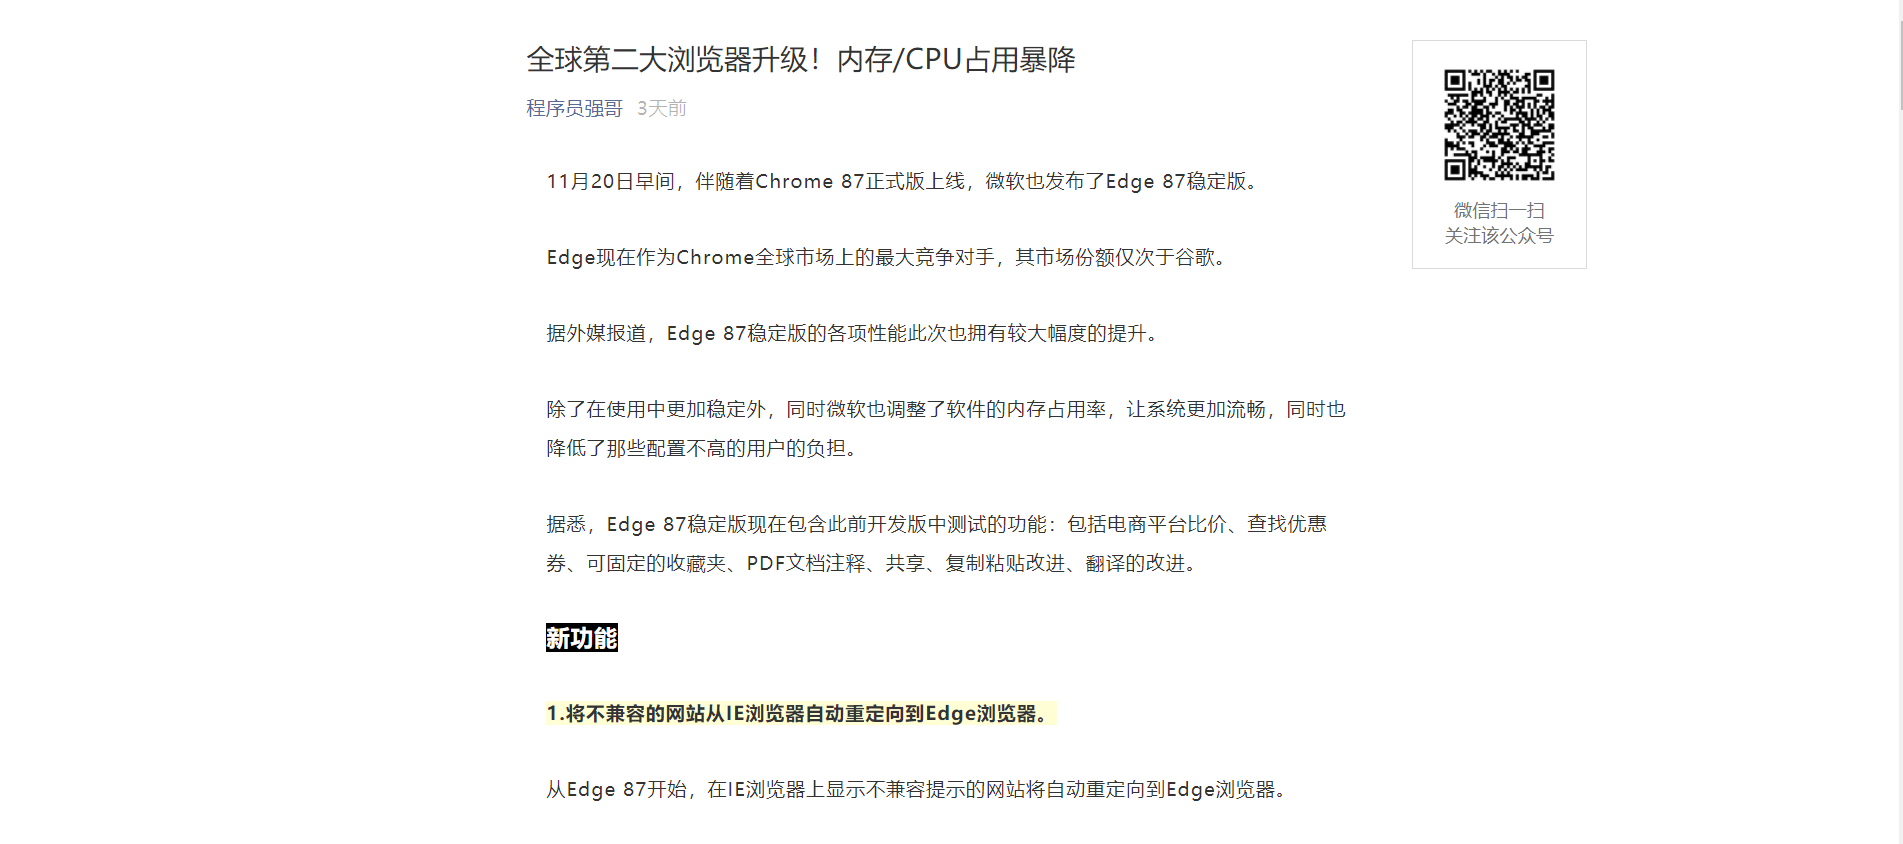 全球第二大浏览器升级！内存/CPU占用暴降
程序员强哥 3天前
微信扫一扫
关注该公众号
11月20日早间，伴随着Chrome 87正式版上线，微软也发布了Edge 87稳定版。
Edge现在作为Chrome全球市场上的最大竞争对手，其市场份额仅次于谷歌。
据外媒报道，Edge 87稳定版的各项性能此次也拥有较大幅度的提升。
除了在使用中更加稳定外，同时微软也调整了软件的内存占用率，让系统更加流畅，同时也
降低了那些配置不高的用户的负担。
据悉，Edge 87稳定版现在包含此前开发版中测试的功能：包括电商平台比价、查找优惠
券、可固定的收藏夹、PDF文档注释、共享、复制粘贴改进、翻译的改进。
新功能
1.将不兼容的网站从IE浏览器自动重定向到Edge浏览器。
从Edge 87开始，在IE浏览器上显示不兼容提示的网站将自动重定向到Edge浏览器。